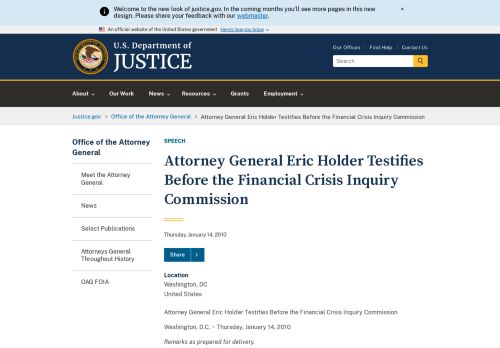 Welcome to the new look of justice.gov. In the coming months you'll see more pages in this new
design. Please share your feedback with our webmaster.
×
An official website of the United States government Here's how you know
U.S. Department of
JUSTICE
Our Offices | Find Help | Contact Us
Search
About
Our Work
News
Resources
Grants
Employment
Justice.gov > Office of the Attorney General > Attorney General Eric Holder Testifies Before the Financial Crisis Inquiry Commission
Office of the Attorney
General
Meet the Attorney
General
News
Select Publications
Attorneys General
Throughout History
OAG FOIA
SPEECH
Attorney General Eric Holder Testifies
Before the Financial Crisis Inquiry
Commission
Thursday, January 14, 2010
Share >
Location
Washington, DC
United States
Attorney General Eric Holder Testifies Before the Financial Crisis Inquiry Commission
Washington, D.C. ~ Thursday, January 14, 2010
Remarks as prepared for delivery.